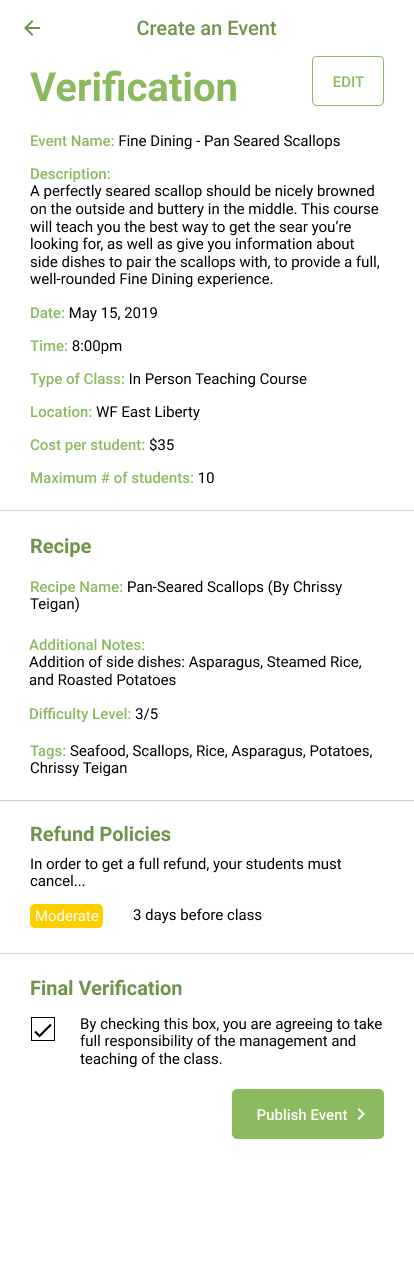 Create an Event
Verification
EDIT
Event Name: Fine Dining - Pan Seared Scallops
Description:
A perfectly seared scallop should be nicely browned
on the outside and buttery in the middle. This course
will teach you the best way to get the sear you’re
looking for, as well as give you information about
side dishes to pair the scallops with, to provide a full,
well-rounded Fine Dining experience.
Date: May 15, 2019
Time: 8:00pm
Type of Class: In Person Teaching Course
Location: WF East Liberty
Cost per student: $35
Maximum # of students: 10
Recipe
Recipe Name: Pan-Seared Scallops (By Chrissy
Teigan)
Additional Notes:
Addition of side dishes: Asparagus, Steamed Rice,
and Roasted Potatoes
Difficulty Level: 3/5
Tags: Seafood, Scallops, Rice, Asparagus, Potatoes,
Chrissy Teigan
Refund Policies
In order to get a full refund, your students must
cancel...
Moderate 3 days before class
Final Verification
By checking this box, you are agreeing to take
full responsibility of the management and
teaching of the class.
Publish Event